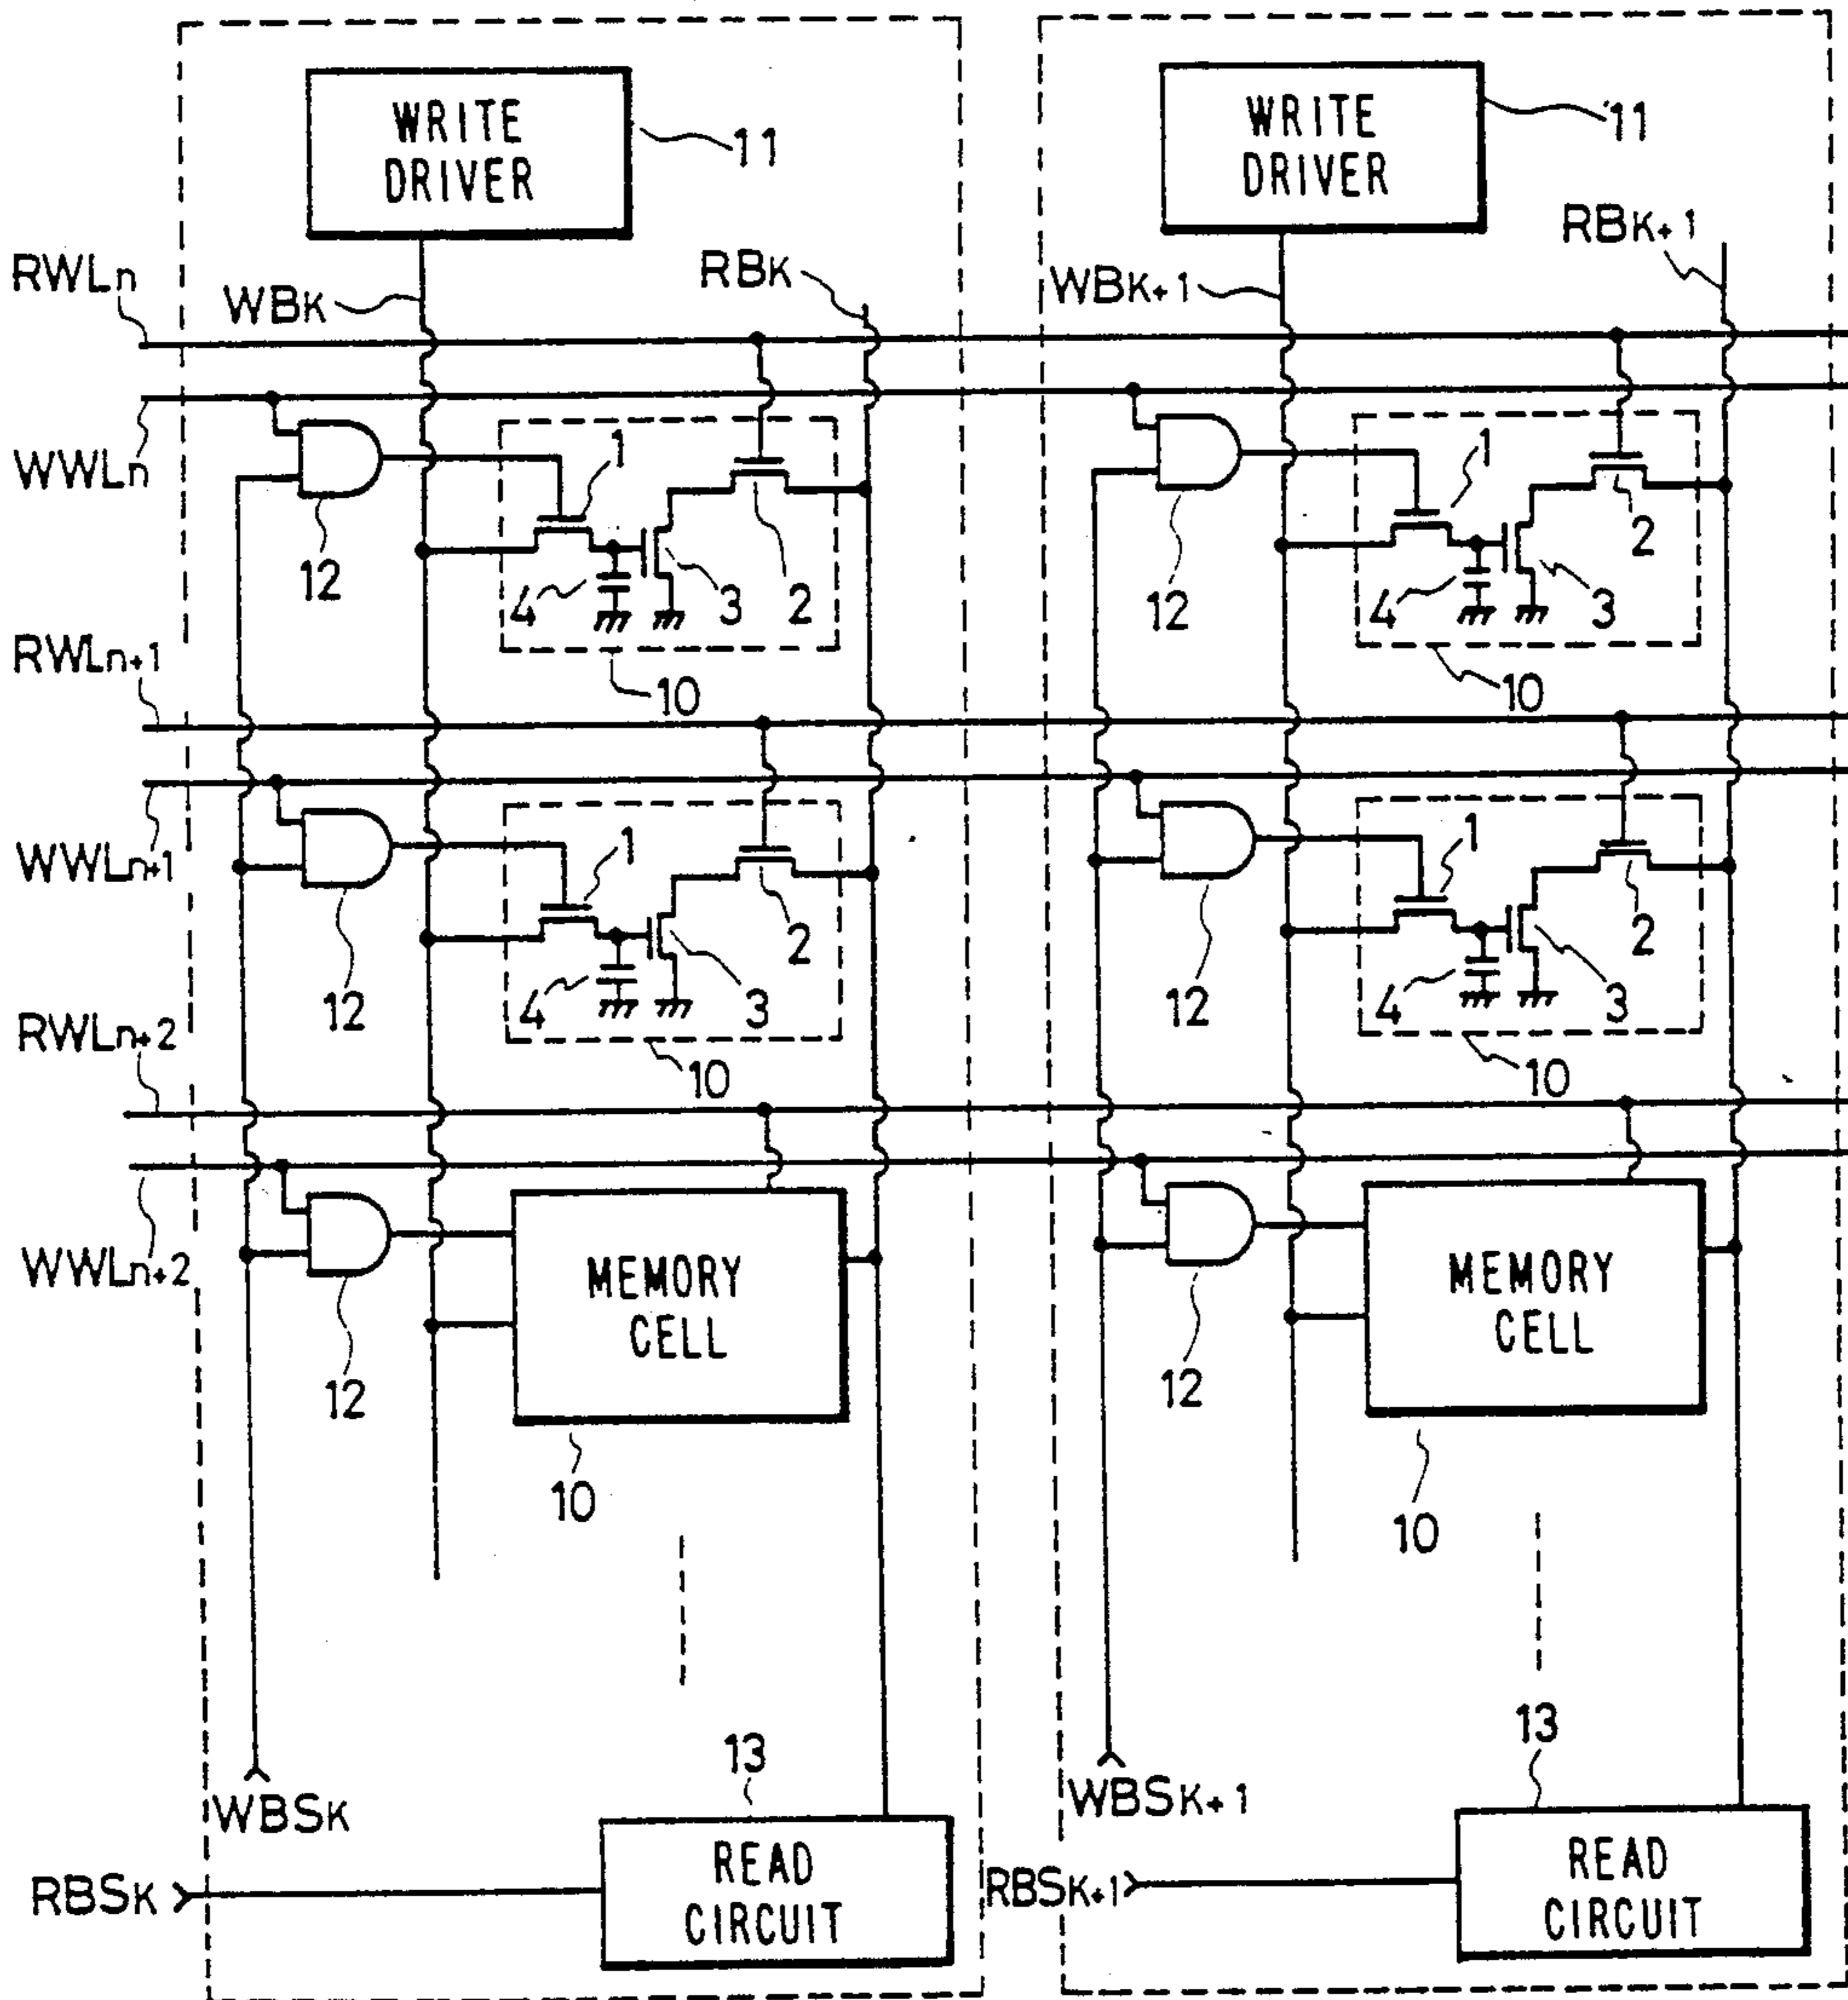 WRITE
DRIVER
11
WRITE
DRIVER
11
RWLn
WBK
RBK
WBK+1
RBK+1
WWLn
12
1
4
3
2
10
12
1
4
3
2
10
RWLn+1
WWLn+1
12
1
4
3
2
10
12
1
4
3
2
10
RWLn+2
WWLn+2
12
MEMORY
CELL
10
12
MEMORY
CELL
10
WBSK
13
WBSK+1
13
RBSK
READ
CIRCUIT
RBSK+1
READ
CIRCUIT